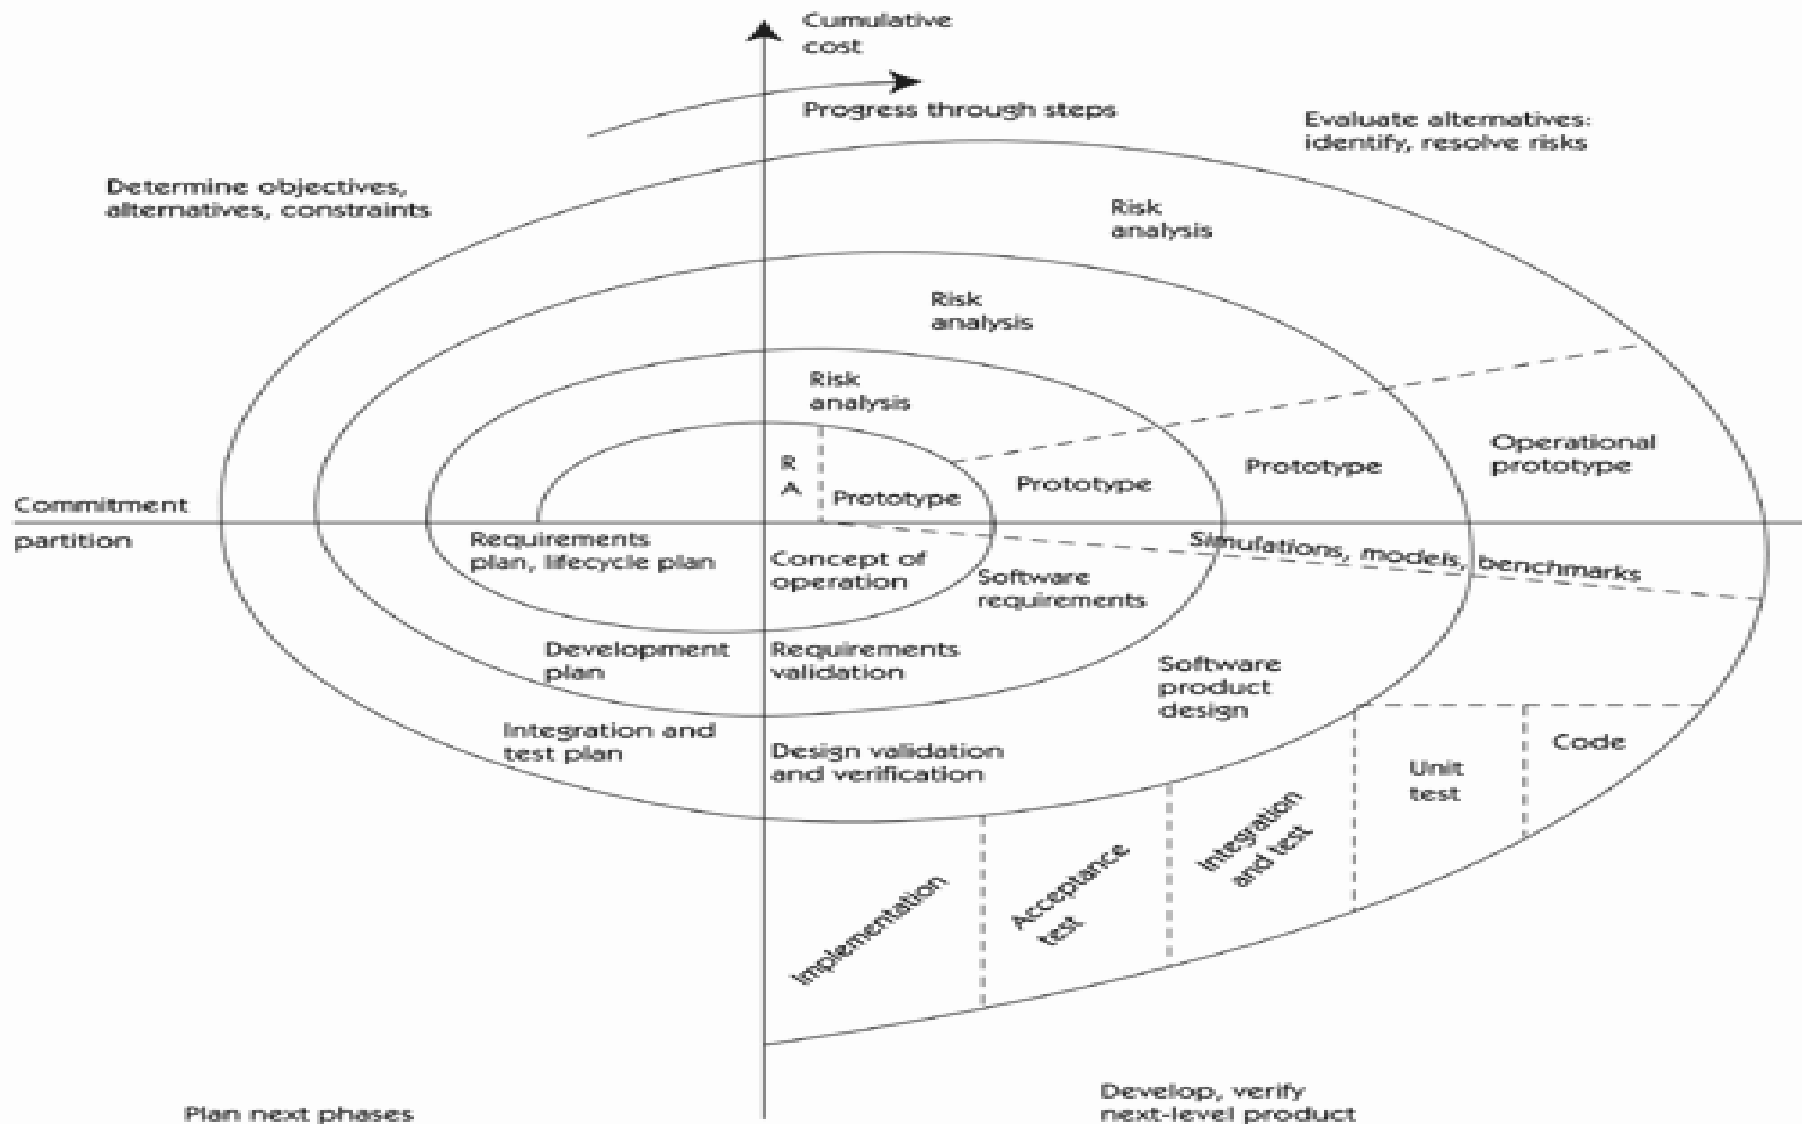 Cumulative
cost
Progress through steps
Evaluate alternatives:
identify, resolve risks
Determine objectives,
alternatives, constraints
Risk
analysis
Risk
analysis
Risk
analysis
R
A
Prototype
Prototype
Prototype
Operational
prototype
Commitment
partition
Requirements
plan, lifecycle plan
Concept of
operation
Simulations, models, benchmarks
Software
requirements
Development
plan
Requirements
validation
Software
product
design
Integration and
test plan
Design validation
and verification
Code
Unit
test
Integration
and test
Acceptance
test
Implementation
Plan next phases
Develop, verify
next-level product